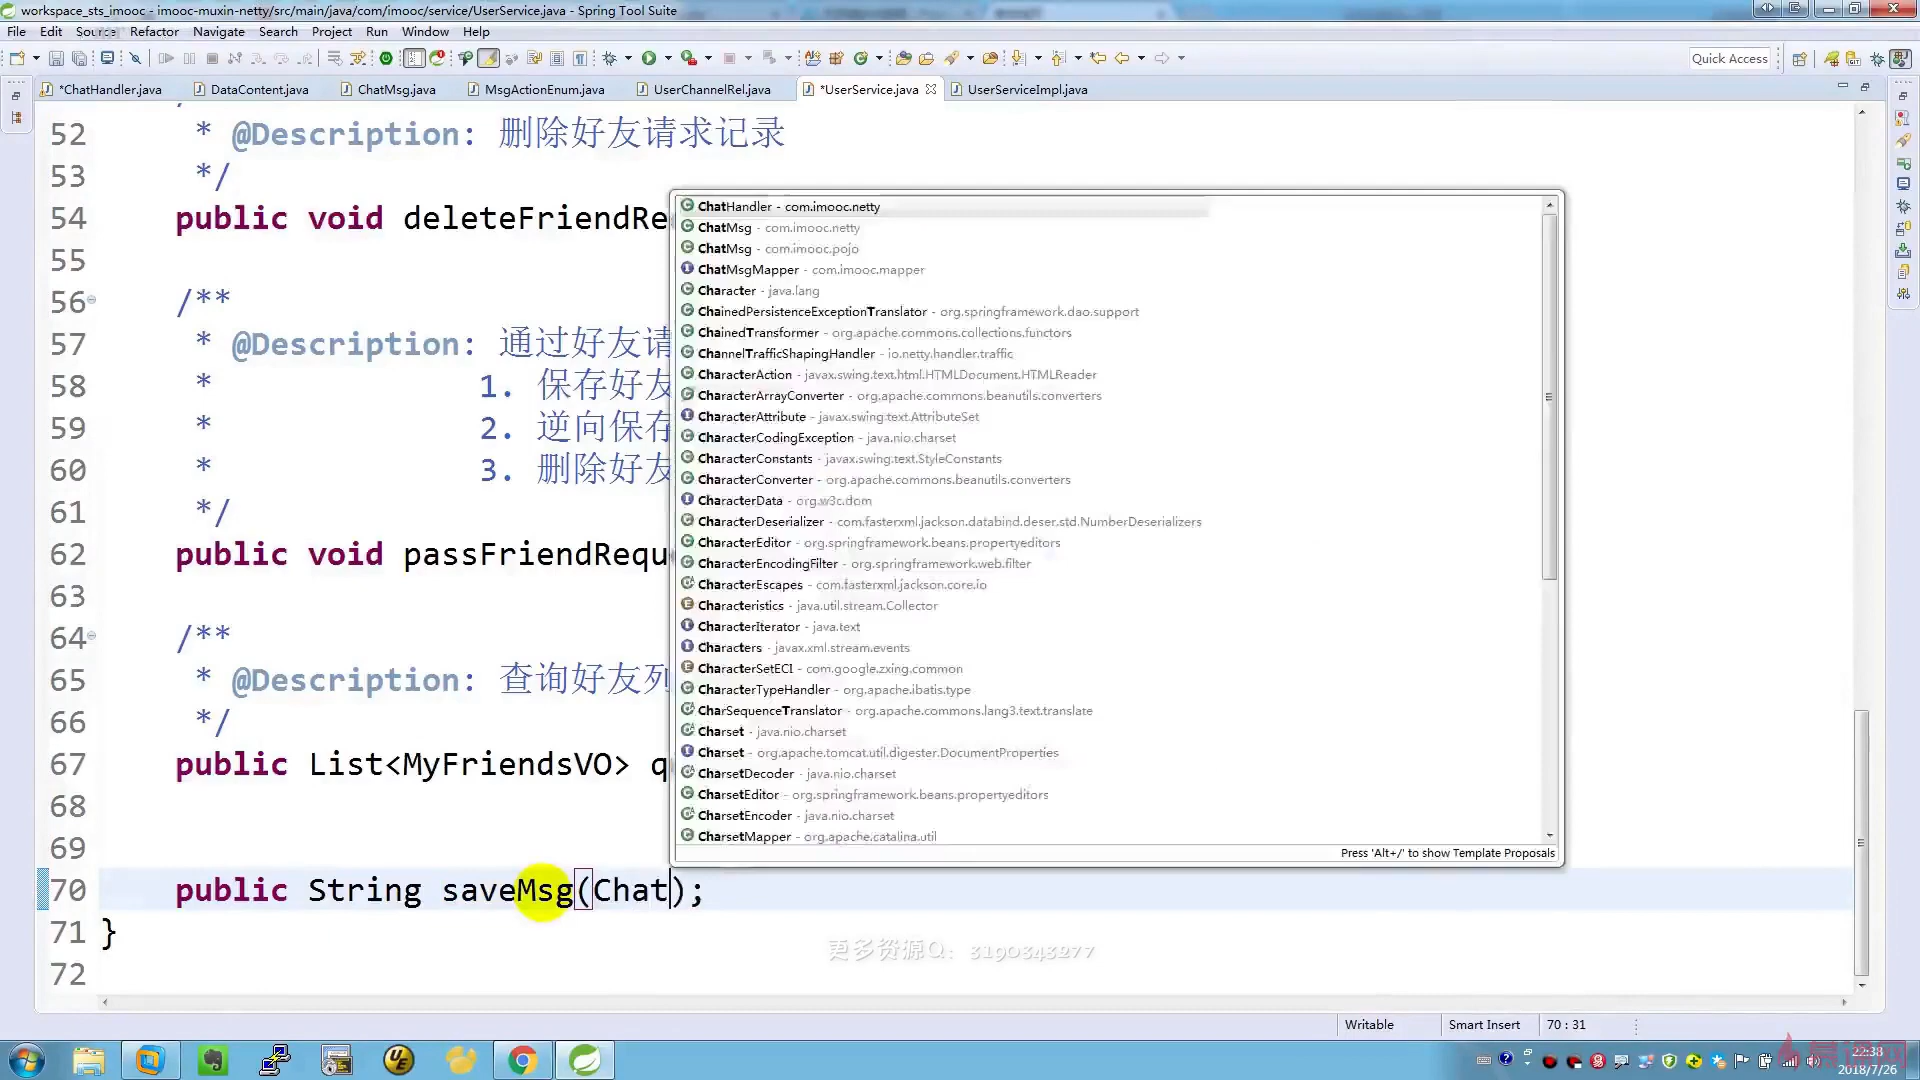 workspace_sts_imooc - imooc-muxin-netty/src/main/java/com/imooc/service/UserService.java - Spring Tool Suite
File Edit Source Refactor Navigate Search Project Run Window Help
Quick Access
*ChatHandler.java DataContent.java ChatMsg.java MsgActionEnum.java UserChannelRel.java *UserService.java UserServiceImpl.java
52 * @Description: 删除好友请求记录
53 */
54 public void deleteFriendRe
55
56 /**
57 * @Description: 通过好友请
58 * 1. 保存好友
59 * 2. 逆向保存
60 * 3. 删除好友
61 */
62 public void passFriendRequ
63
64 /**
65 * @Description: 查询好友列
66 */
67 public List<MyFriendsVO> q
68
69
70 public String saveMsg(Chat);
71 }
72
ChatHandler - com.imooc.netty
ChatMsg - com.imooc.netty
ChatMsg - com.imooc.pojo
ChatMsgMapper - com.imooc.mapper
Character - java.lang
ChainedPersistenceExceptionTranslator - org.springframework.dao.support
ChainedTransformer - org.apache.commons.collections.functors
ChannelTrafficShapingHandler - io.netty.handler.traffic
CharacterAction - javax.swing.text.html.HTMLDocument.HTMLReader
CharacterArrayConverter - org.apache.commons.beanutils.converters
CharacterAttribute - javax.swing.text.AttributeSet
CharacterCodingException - java.nio.charset
CharacterConstants - javax.swing.text.StyleConstants
CharacterConverter - org.apache.commons.beanutils.converters
CharacterData - org.w3c.dom
CharacterDeserializer - com.fasterxml.jackson.databind.deser.std.NumberDeserializers
CharacterEditor - org.springframework.beans.propertyeditors
CharacterEncodingFilter - org.springframework.web.filter
CharacterEscapes - com.fasterxml.jackson.core.io
Characteristics - java.util.stream.Collector
CharacterIterator - java.text
Characters - javax.xml.stream.events
CharacterSetECI - com.google.zxing.common
CharacterTypeHandler - org.apache.ibatis.type
CharSequenceTranslator - org.apache.commons.lang3.text.translate
Charset - java.nio.charset
Charset - org.apache.tomcat.util.digester.DocumentProperties
CharsetDecoder - java.nio.charset
CharsetEditor - org.springframework.beans.propertyeditors
CharsetEncoder - java.nio.charset
CharsetMapper - org.apache.catalina.util
Press 'Alt+/' to show Template Proposals
更多资源Q: 3190343277
Writable Smart Insert 70 : 31
22:38
2018/7/26